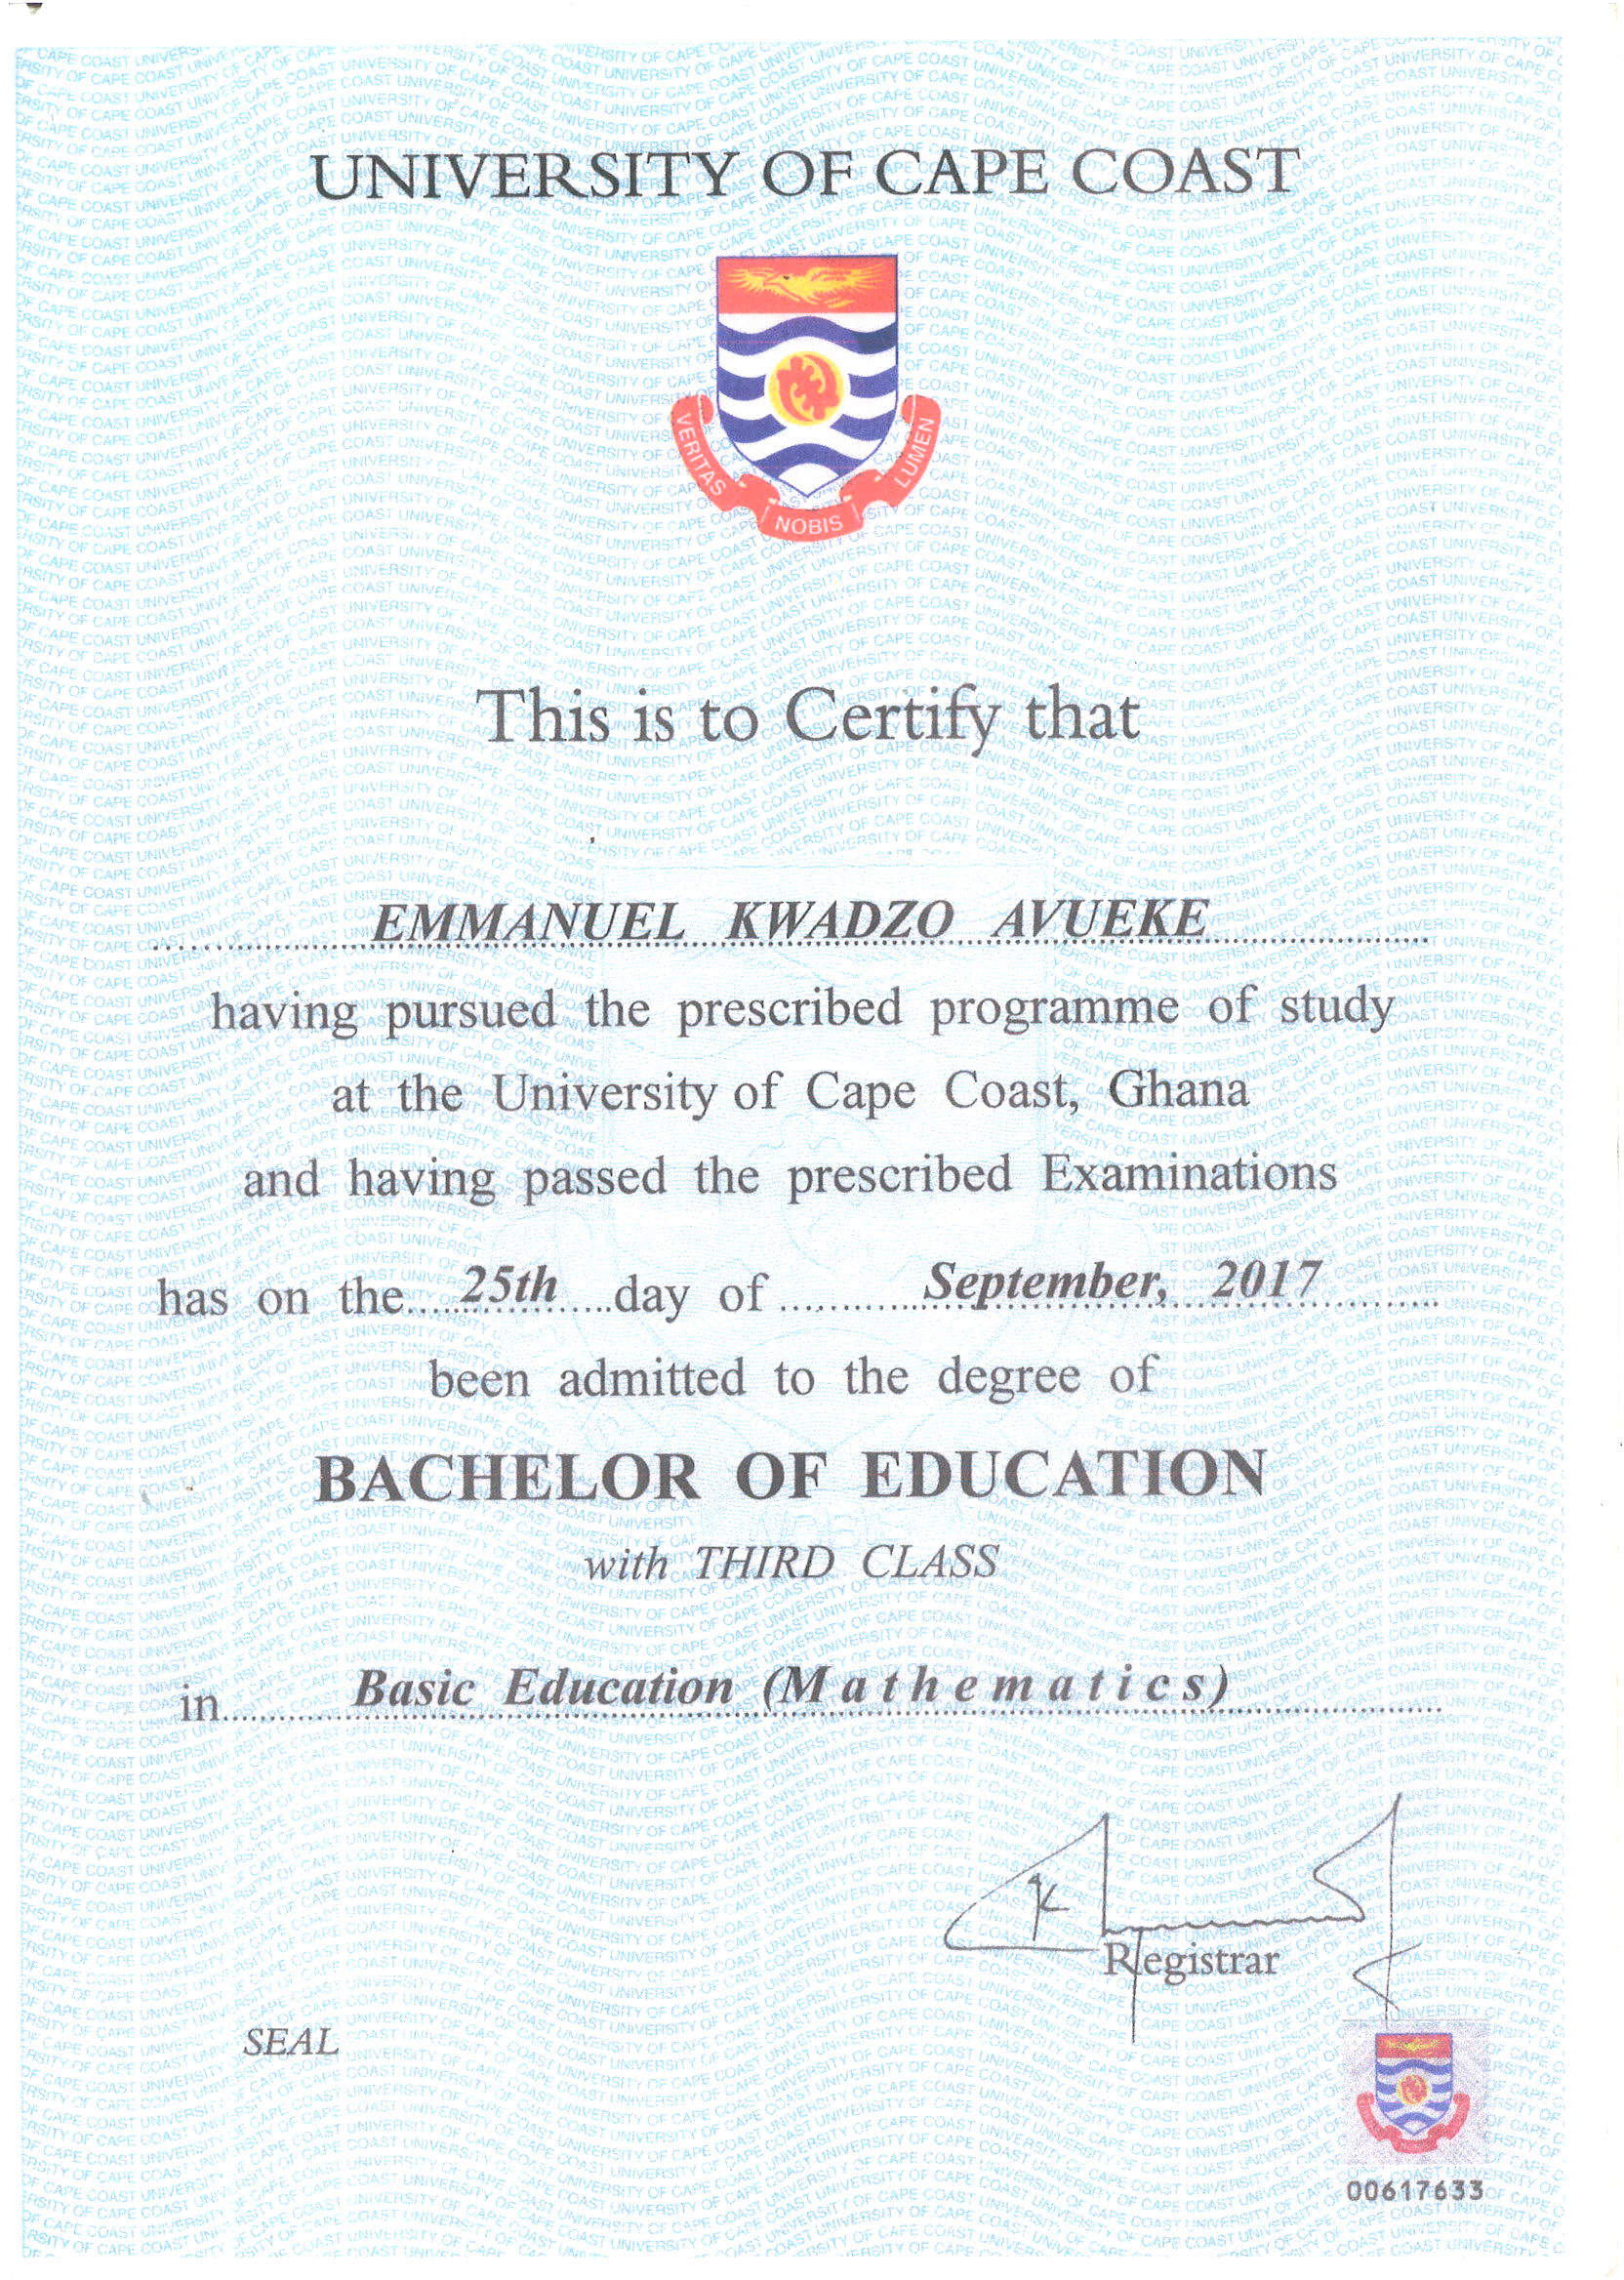 UNIVERSITY OF CAPE COAST
VERITAS NOBIS LUMEN
This is to Certify that
EMMANUEL KWADZO AVUEKE
having pursued the prescribed programme of study
at the University of Cape Coast, Ghana
and having passed the prescribed Examinations
has on the 25th day of September, 2017
been admitted to the degree of
BACHELOR OF EDUCATION
with THIRD CLASS
in Basic Education (Mathematics)
Registrar
SEAL
00617633